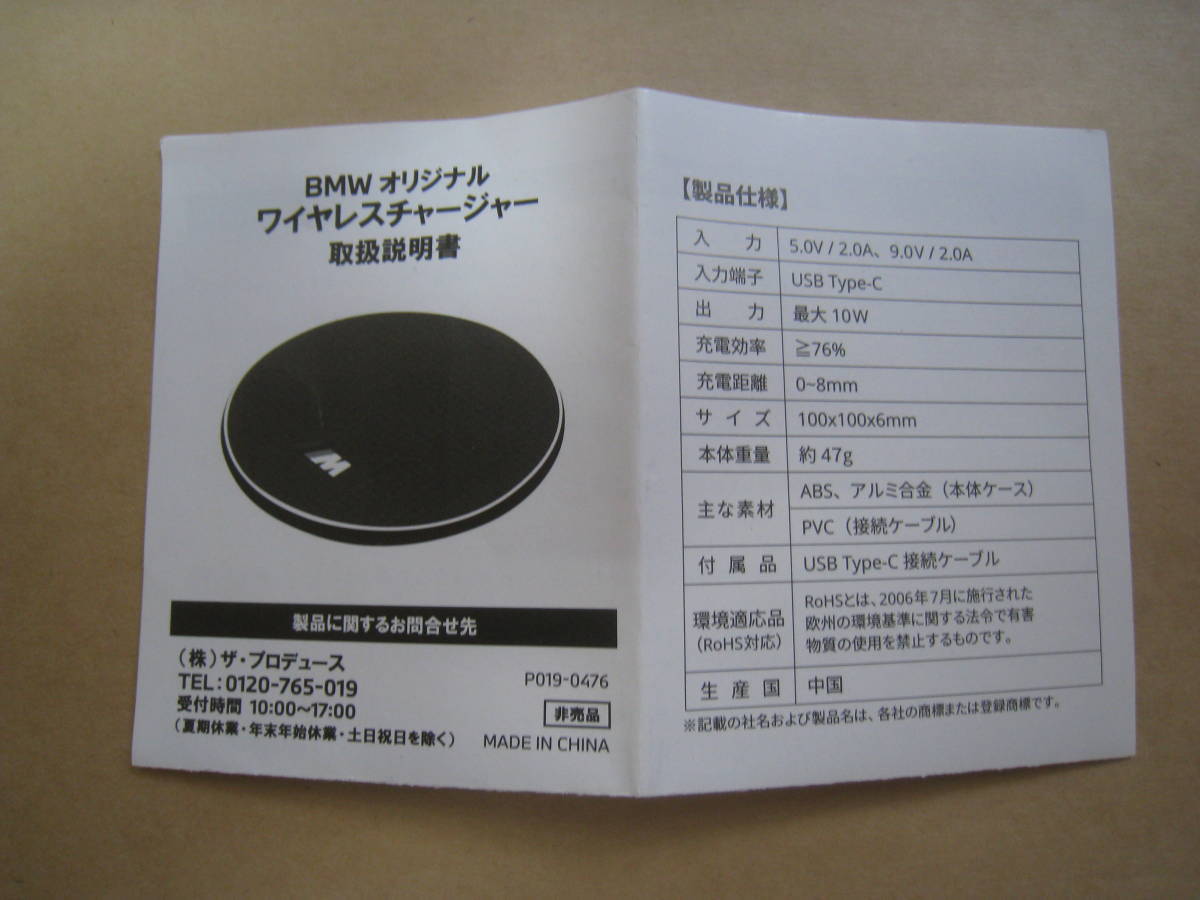 BMW オリジナル
ワイヤレスチャージャー
取扱説明書
M
製品に関するお問合せ先
(株)ザ・プロデュース
TEL:0120-765-019
受付時間 10:00~17:00
(夏期休業・年末年始休業・土日祝日を除く)
P019-0476
非売品
MADE IN CHINA
【製品仕様】
入力 5.0V / 2.0A、9.0V / 2.0A
入力端子 USB Type-C
出力 最大 10W
充電効率 ≧76%
充電距離 0~8mm
サイズ 100x100x6mm
本体重量 約 47g
主な素材 ABS、アルミ合金(本体ケース)
PVC(接続ケーブル)
付属品 USB Type-C 接続ケーブル
環境適応品
(RoHS対応)
RoHSとは、2006年7月に施行された
欧州の環境基準に関する法令で有害
物質の使用を禁止するものです。
生産国 中国
※記載の社名および製品名は、各社の商標または登録商標です。